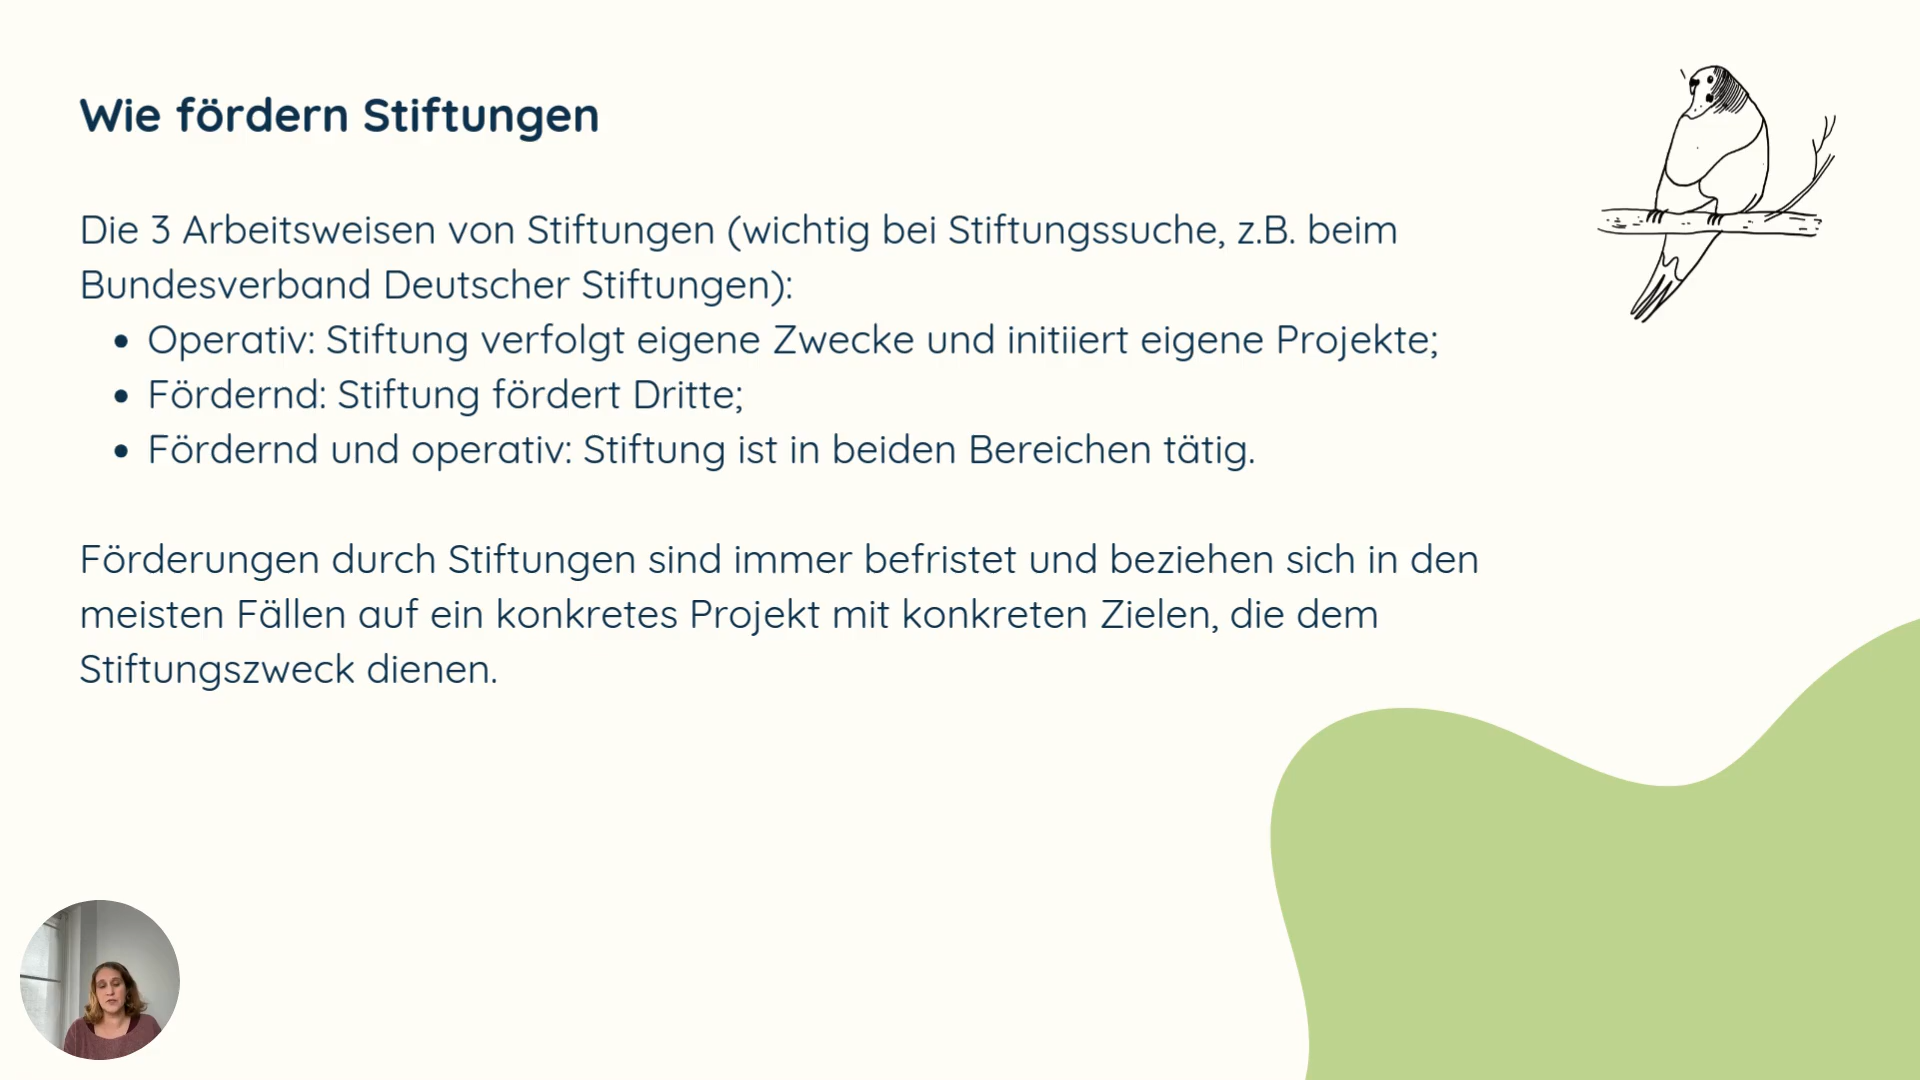 Wie fördern Stiftungen
Die 3 Arbeitsweisen von Stiftungen (wichtig bei Stiftungssuche, z.B. beim
Bundesverband Deutscher Stiftungen):
• Operativ: Stiftung verfolgt eigene Zwecke und initiiert eigene Projekte;
• Fördernd: Stiftung fördert Dritte;
• Fördernd und operativ: Stiftung ist in beiden Bereichen tätig.
Förderungen durch Stiftungen sind immer befristet und beziehen sich in den
meisten Fällen auf ein konkretes Projekt mit konkreten Zielen, die dem
Stiftungszweck dienen.